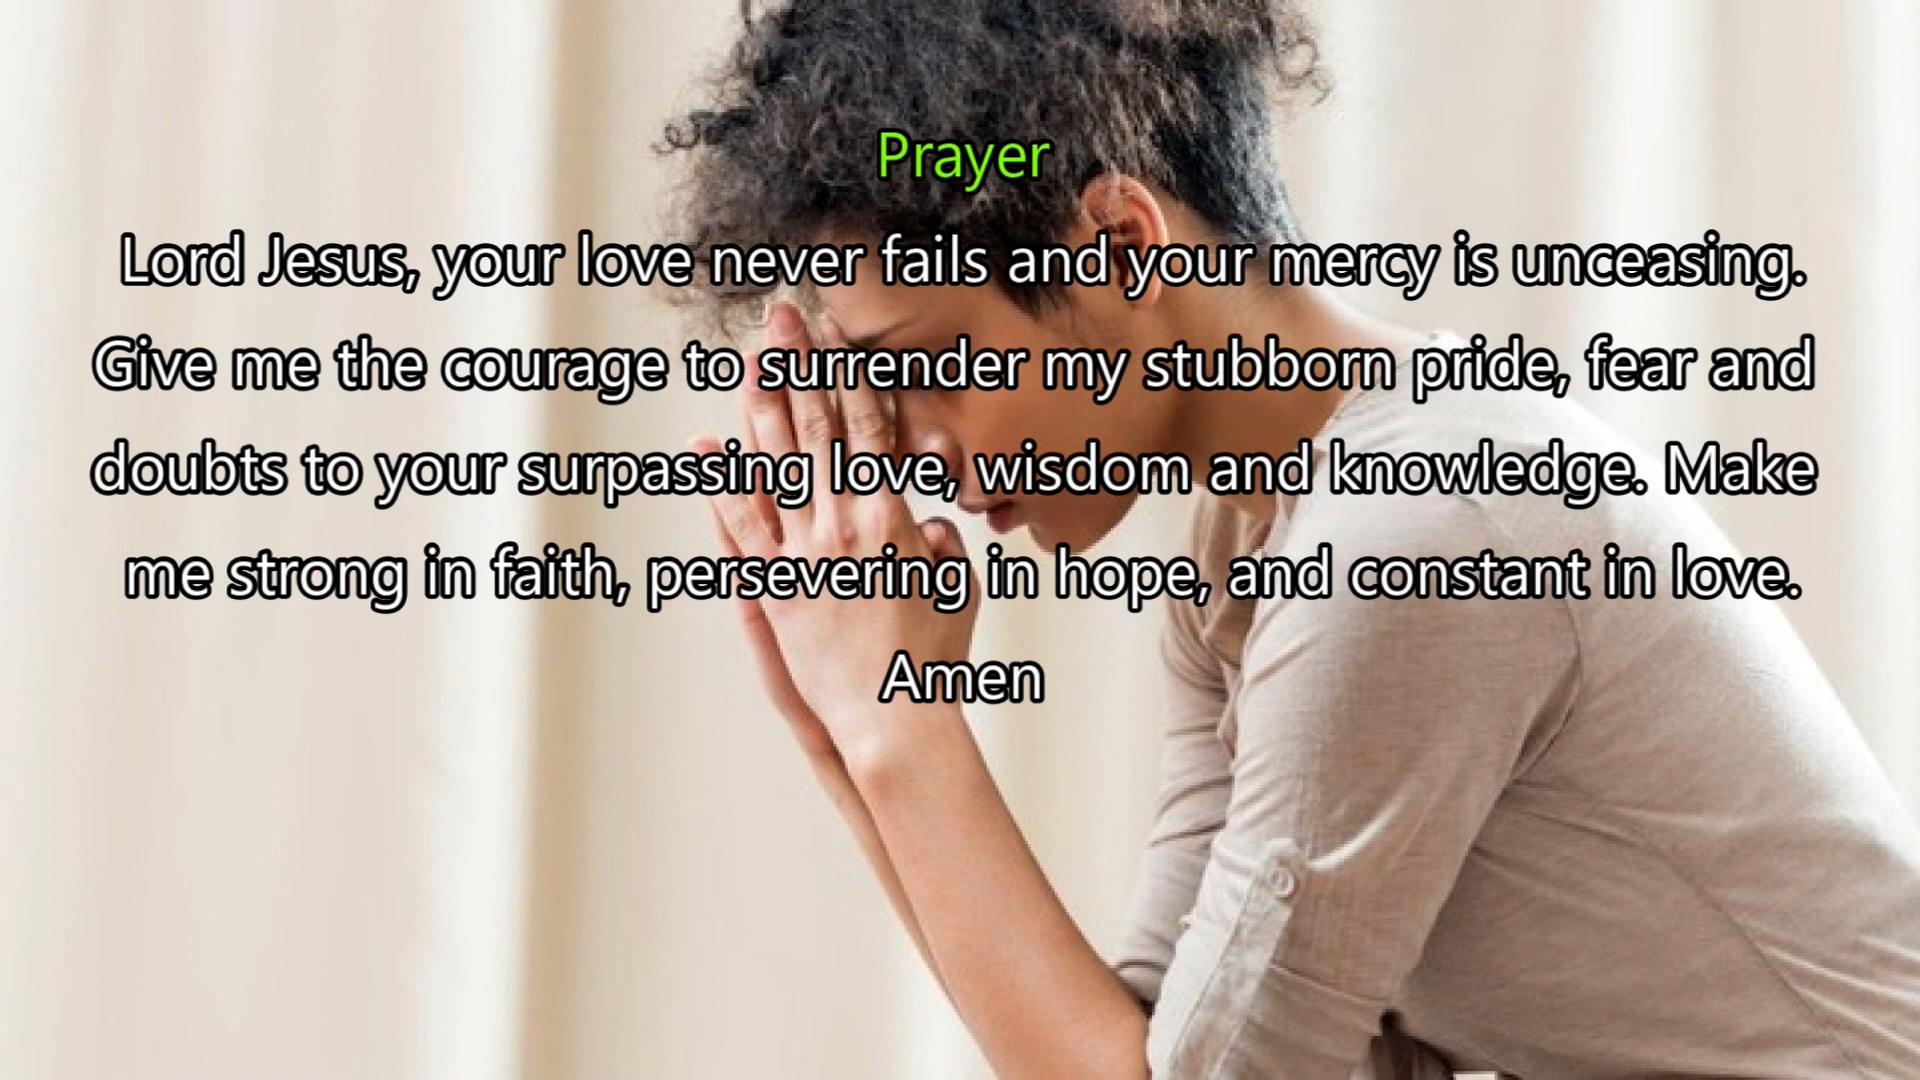 Prayer
Lord Jesus, your love never fails and your mercy is unceasing.
Give me the courage to surrender my stubborn pride, fear and
doubts to your surpassing love, wisdom and knowledge. Make
me strong in faith, persevering in hope, and constant in love.
Amen